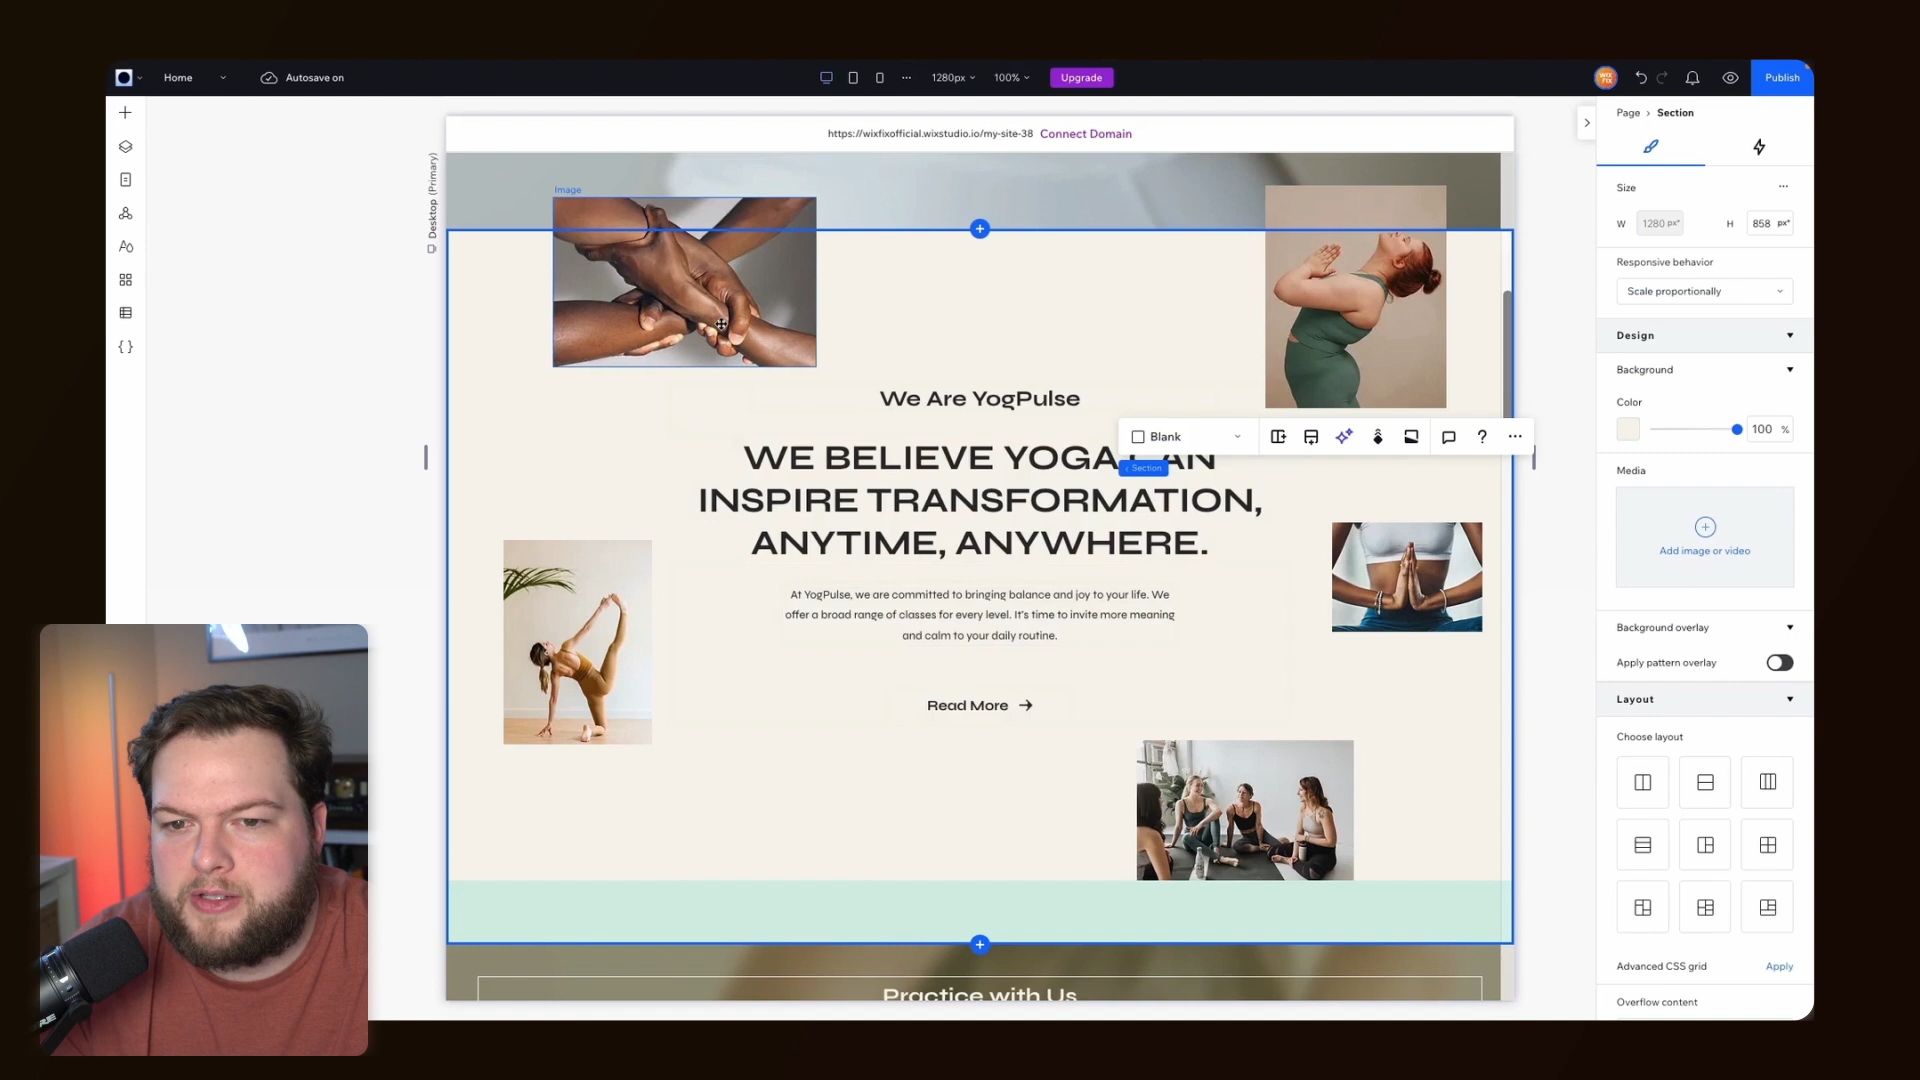 Home
Autosave on
1280px
100%
Upgrade
WIX
FIX
Publish
https://wixfixofficial.wixstudio.io/my-site-38 Connect Domain
Desktop (Primary)
Image
We Are YogPulse
WE BELIEVE YOGA CAN
INSPIRE TRANSFORMATION,
ANYTIME, ANYWHERE.
Blank
Section
At YogPulse, we are committed to bringing balance and joy to your life. We
offer a broad range of classes for every level. It's time to invite more meaning
and calm to your daily routine.
Read More
Practice with Us
Page › Section
Size
W 1280 px* H 858 px*
Responsive behavior
Scale proportionally
Design
Background
Color
100 %
Media
Add image or video
Background overlay
Apply pattern overlay
Layout
Choose layout
Advanced CSS grid Apply
Overflow content